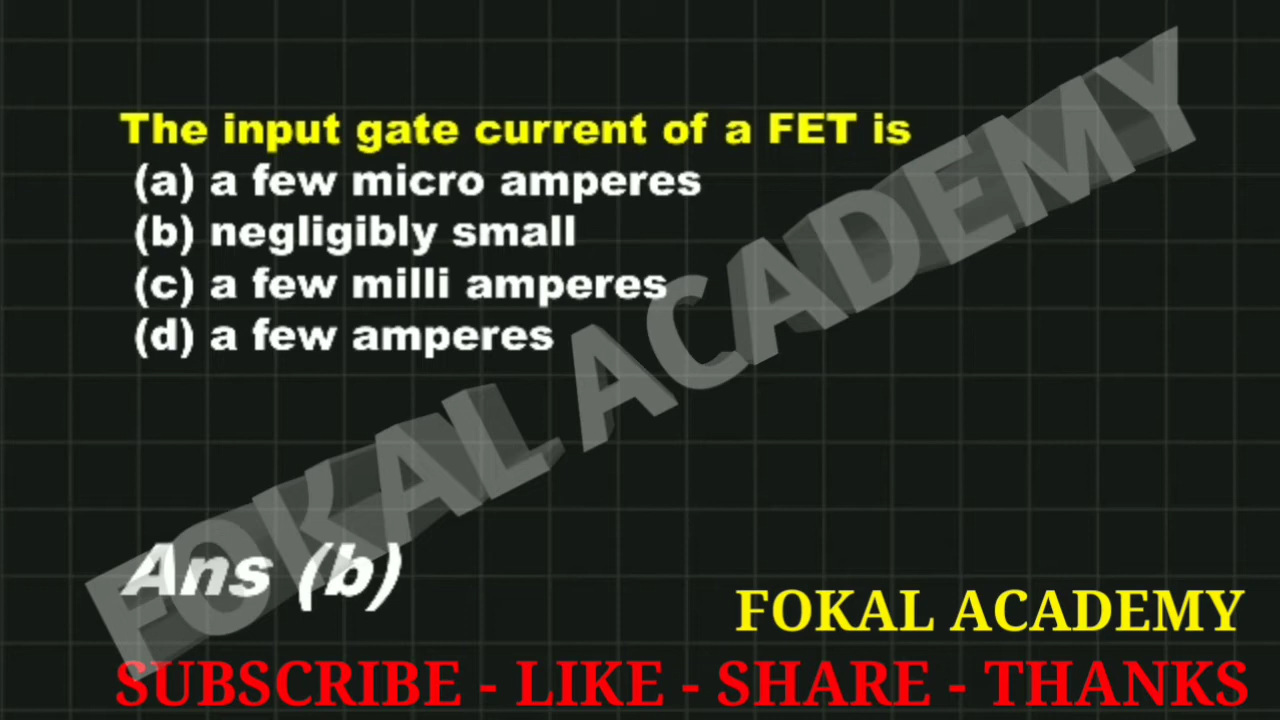 The input gate current of a FET is
(a) a few micro amperes
(b) negligibly small
(c) a few milli amperes
(d) a few amperes
FOKAL ACADEMY
Ans (b)
FOKAL ACADEMY
SUBSCRIBE - LIKE - SHARE - THANKS